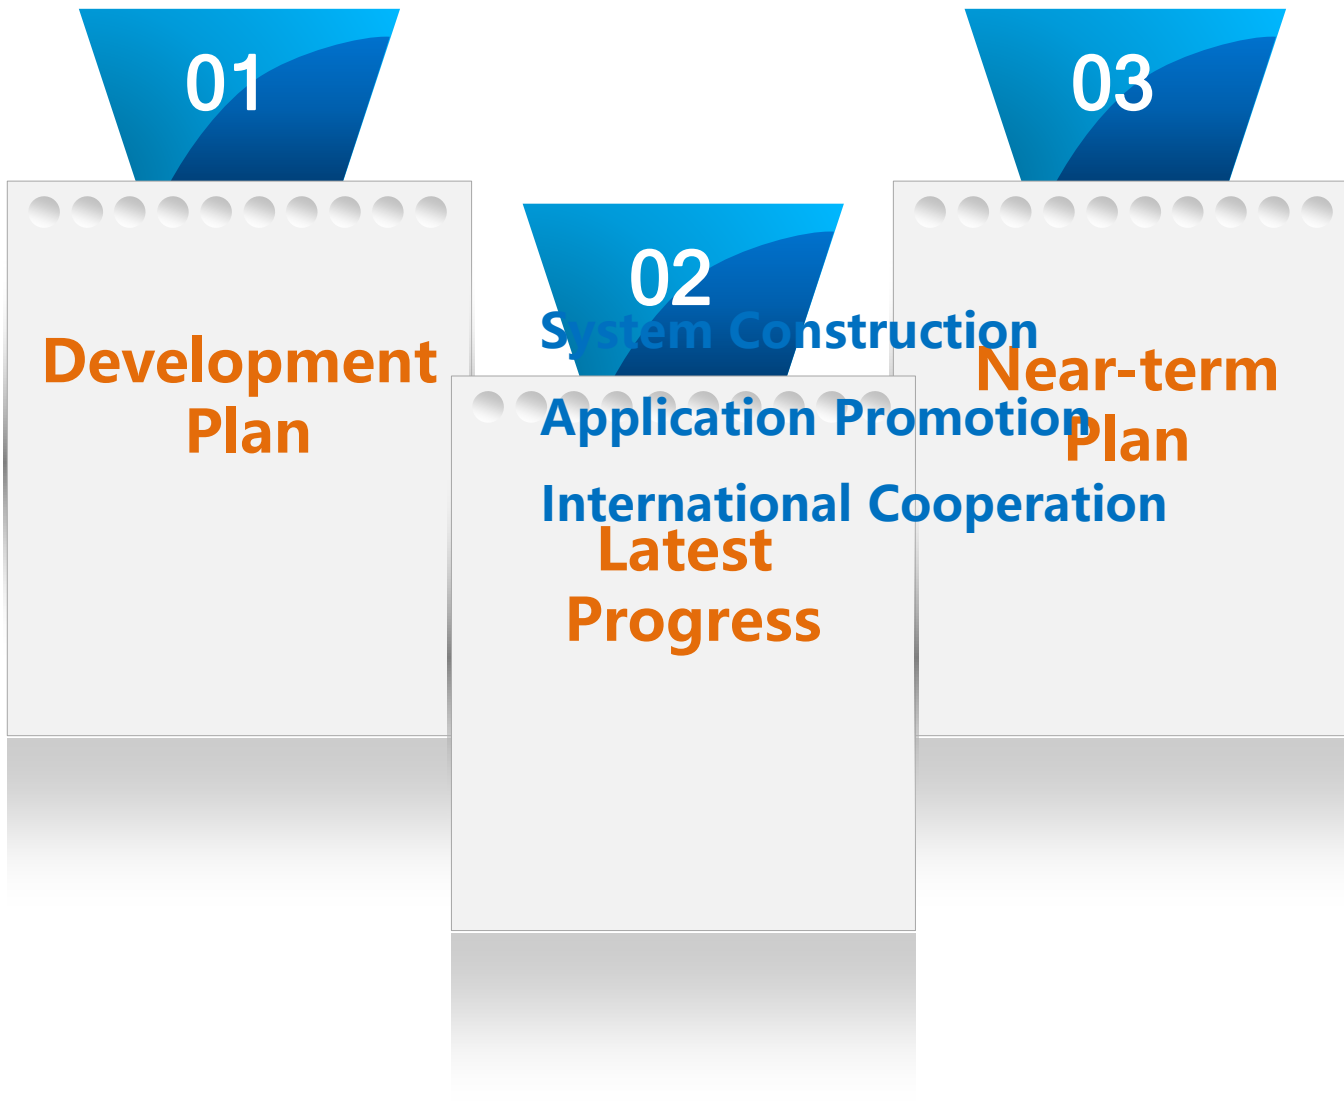 01
Development
Plan
02
System Construction
Application Promotion
International Cooperation
Latest
Progress
03
Near-term
Plan